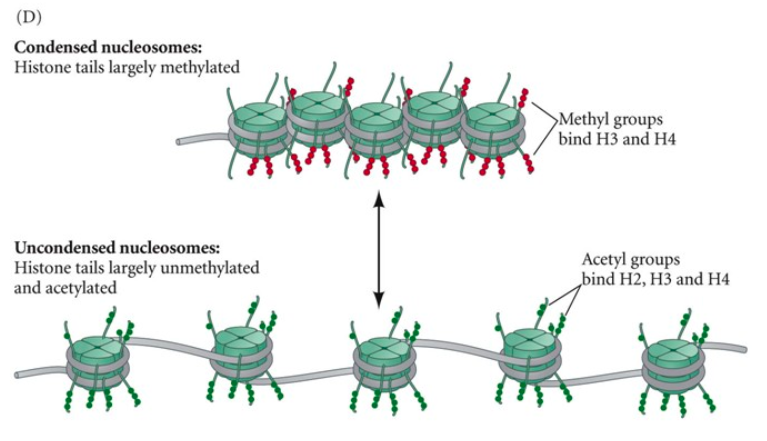 (D)
Condensed nucleosomes:
Histone tails largely methylated
Methyl groups
bind H3 and H4
Uncondensed nucleosomes:
Histone tails largely unmethylated
and acetylated
Acetyl groups
bind H2, H3 and H4